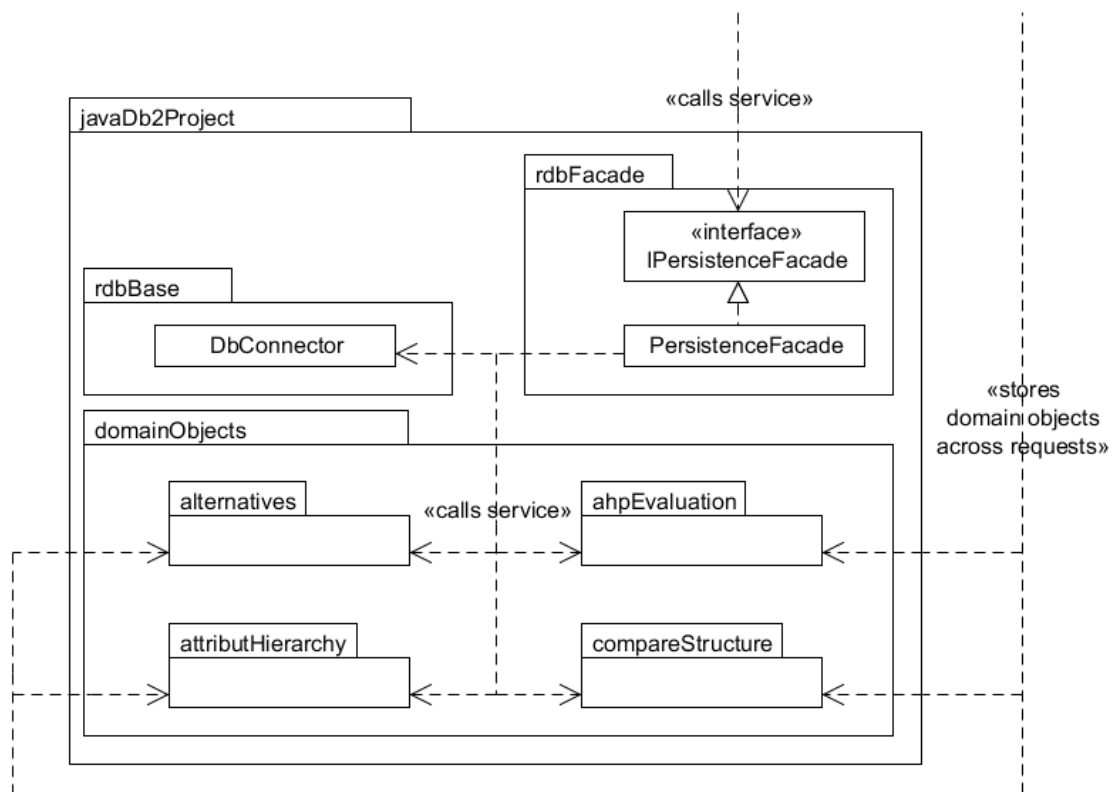 «calls service»
javaDb2Project
rdbFacade
«interface»
IPersistenceFacade
rdbBase
DbConnector
PersistenceFacade
«stores
domain objects
across requests»
domainObjects
alternatives
«calls service»
ahpEvaluation
attributHierarchy
compareStructure